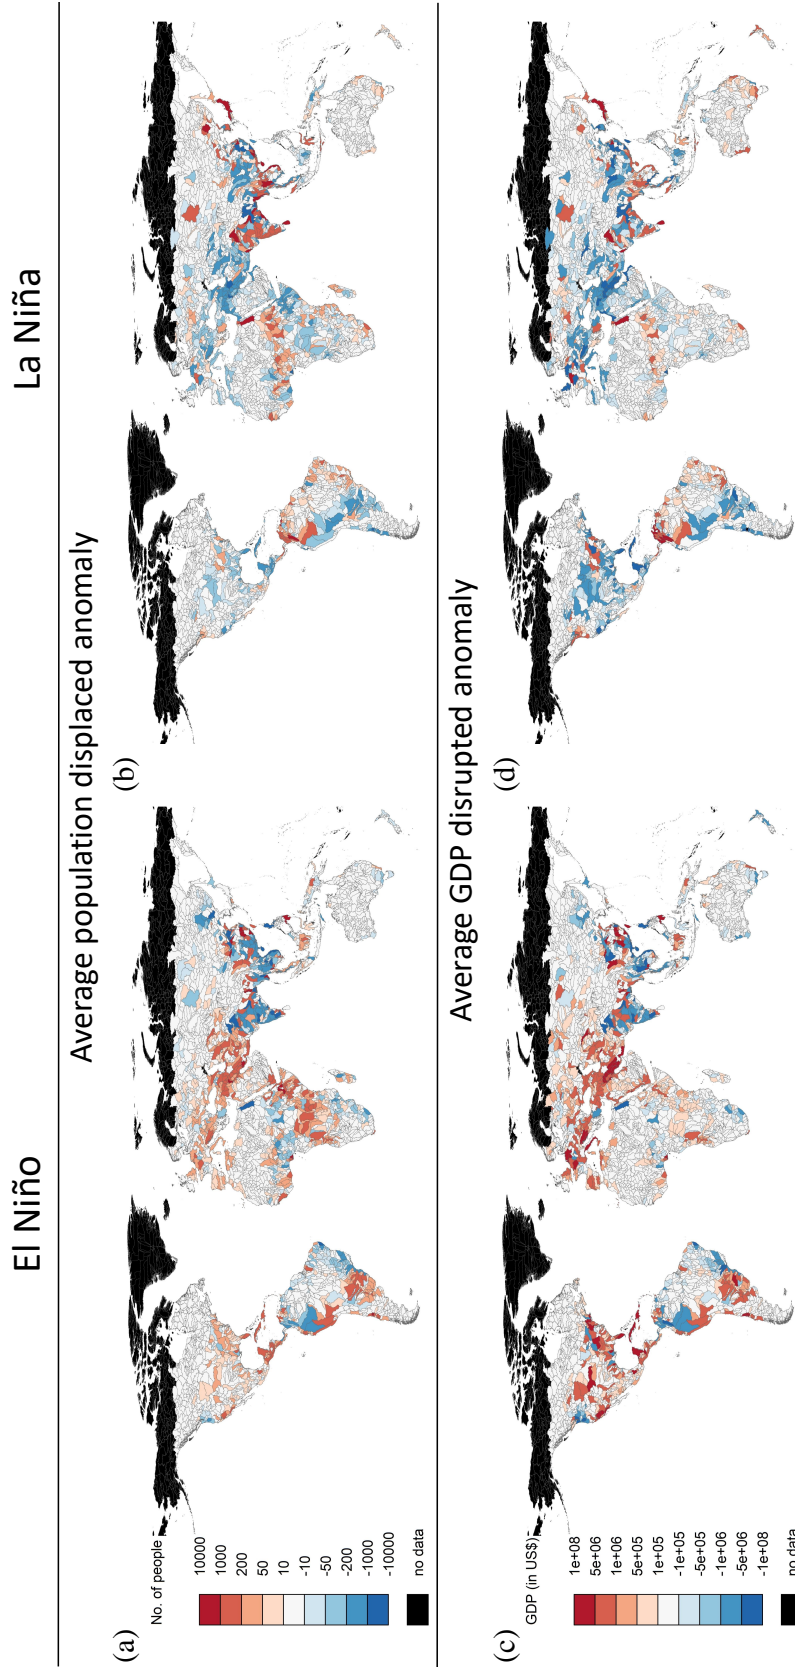 El Niño
La Niña
Average population displaced anomaly
(a)
(b)
No. of people
10000
1000
200
50
10
-10
-50
-200
-1000
-10000
no data
Average GDP disrupted anomaly
(c)
(d)
GDP (in US$)
1e+08
5e+06
1e+06
5e+05
1e+05
-1e+05
-5e+05
-1e+06
-5e+06
-1e+08
no data